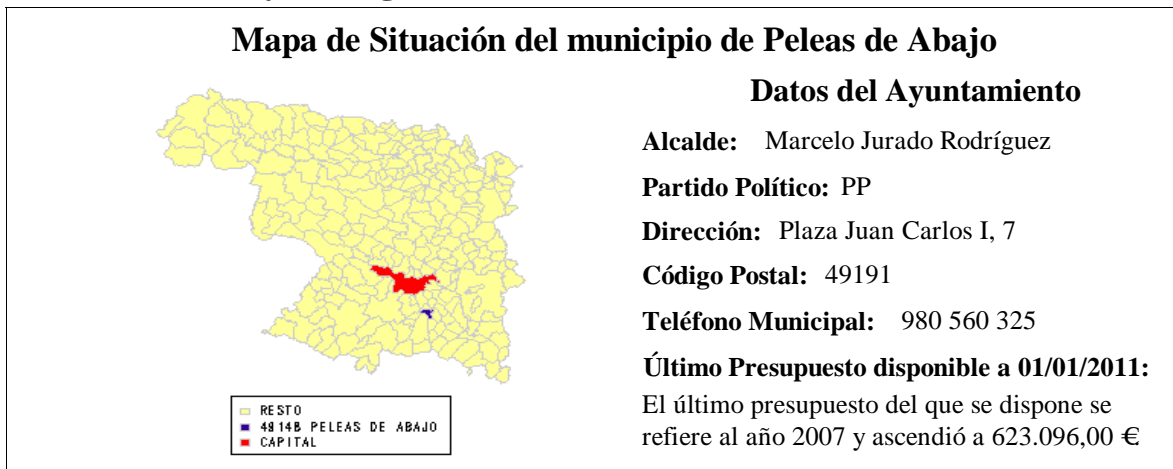 Mapa de Situación del municipio de Peleas de Abajo
Datos del Ayuntamiento
Alcalde: Marcelo Jurado Rodríguez
Partido Político: PP
Dirección: Plaza Juan Carlos I, 7
Código Postal: 49191
Teléfono Municipal: 980 560 325
Último Presupuesto disponible a 01/01/2011:
El último presupuesto del que se dispone se
refiere al año 2007 y ascendió a 623.096,00 €
RESTO
PELEAS DE ABAJO
CAPITAL